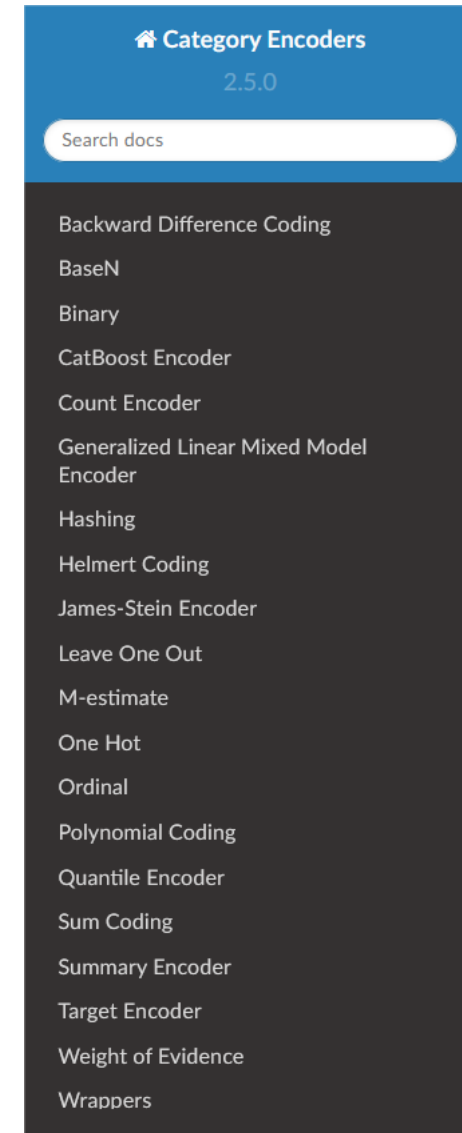 Category Encoders
2.5.0
Search docs
Backward Difference Coding
BaseN
Binary
CatBoost Encoder
Count Encoder
Generalized Linear Mixed Model
Encoder
Hashing
Helmert Coding
James-Stein Encoder
Leave One Out
M-estimate
One Hot
Ordinal
Polynomial Coding
Quantile Encoder
Sum Coding
Summary Encoder
Target Encoder
Weight of Evidence
Wrappers